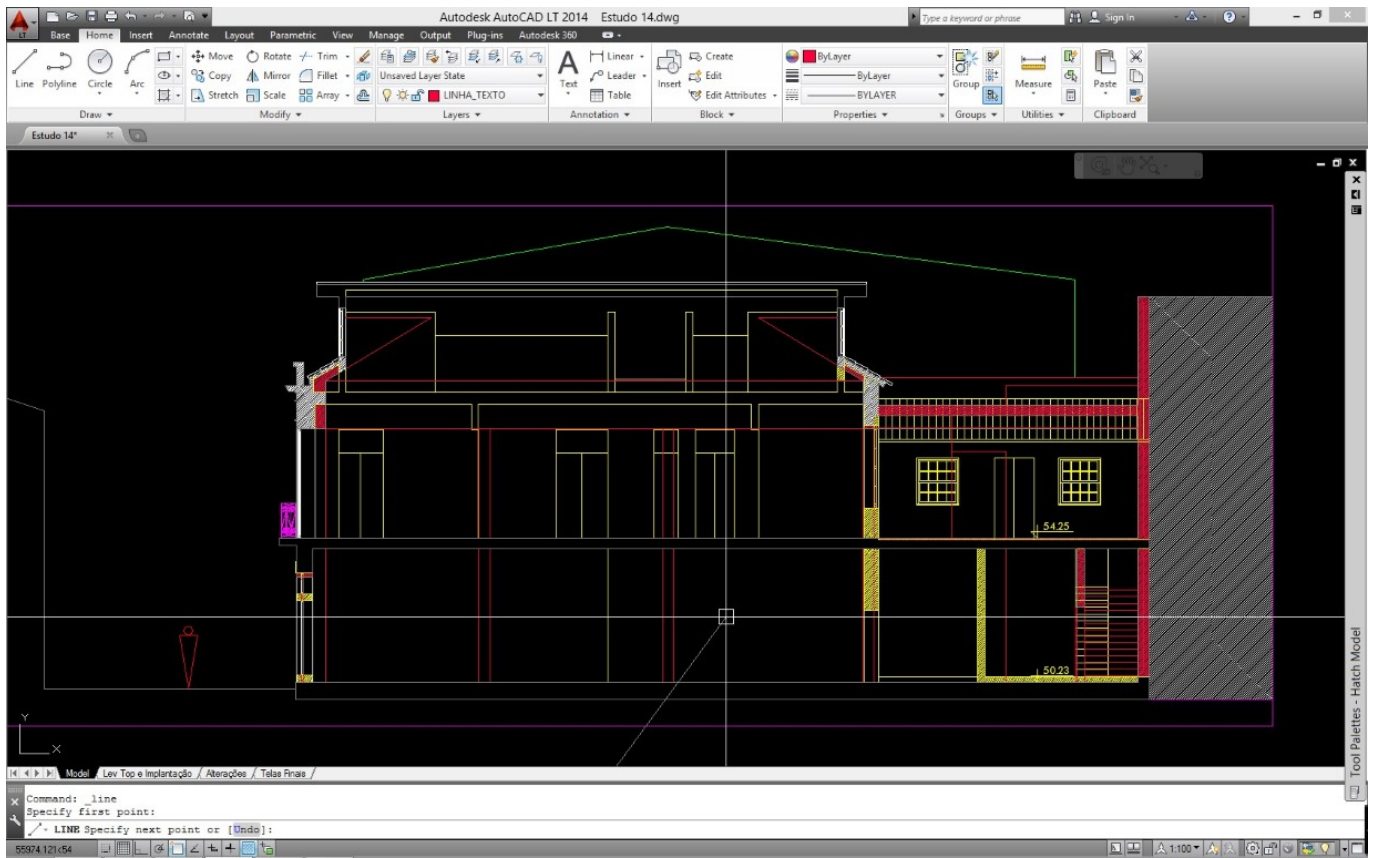 Autodesk AutoCAD LT 2014 Estudo 14.dwg
Type a keyword or phrase
Sign In
LT
Base Home Insert Annotate Layout Parametric View Manage Output Plug-ins Autodesk 360
Line Polyline Circle Arc
Move Rotate Trim
Copy Mirror Fillet
Stretch Scale Array
Unsaved Layer State
LINHA_TEXTO
Text
Linear
Leader
Table
Insert
Create
Edit
Edit Attributes
ByLayer
ByLayer
BYLAYER
Group
Measure
Paste
Draw Modify Layers Annotation Block Properties Groups Utilities Clipboard
Estudo 14*
54.25
50.23
Y
X
Tool Palettes - Hatch Model
Model Lev Top e Implantação Alterações Telas Finais
Command: _line
Specify first point:
LINE Specify next point or [Undo]:
55974.121<54
1:100